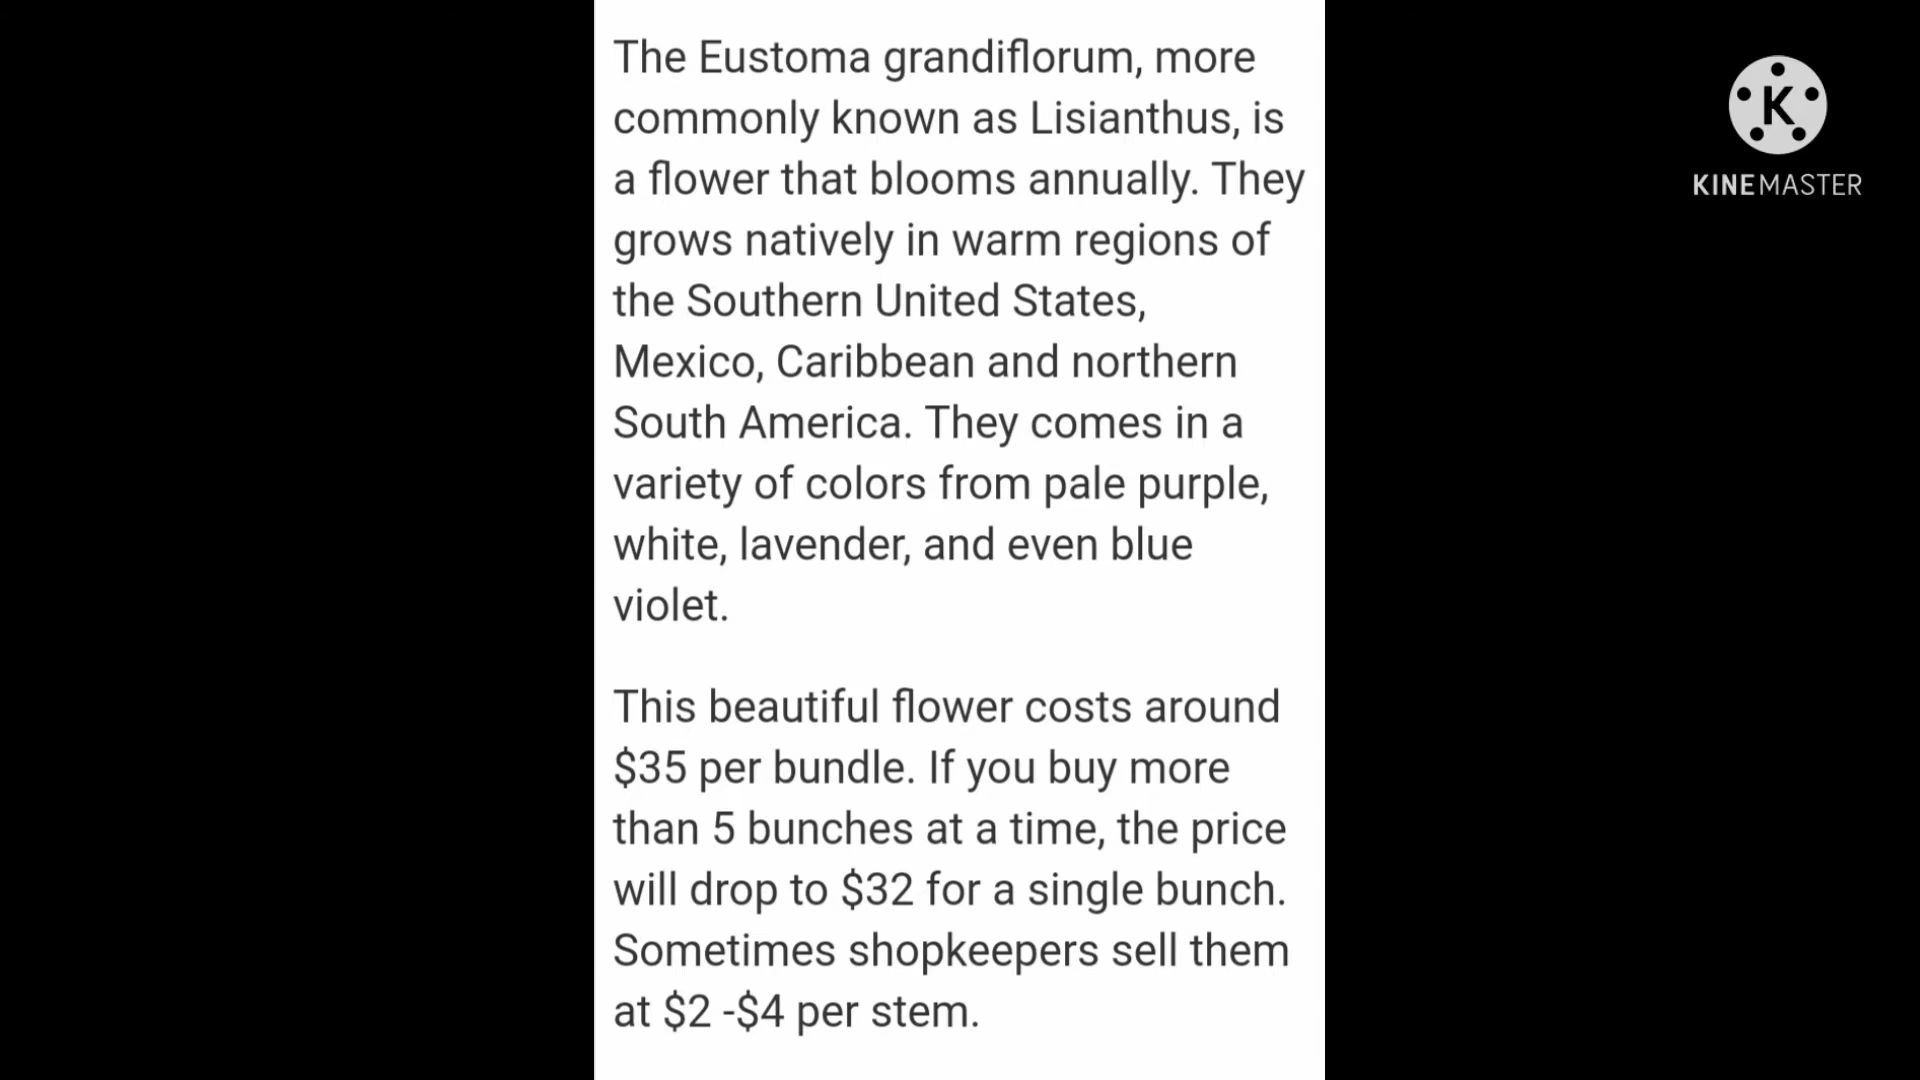 The Eustoma grandiflorum, more
commonly known as Lisianthus, is
a flower that blooms annually. They
grows natively in warm regions of
the Southern United States,
Mexico, Caribbean and northern
South America. They comes in a
variety of colors from pale purple,
white, lavender, and even blue
violet.
This beautiful flower costs around
$35 per bundle. If you buy more
than 5 bunches at a time, the price
will drop to $32 for a single bunch.
Sometimes shopkeepers sell them
at $2 -$4 per stem.
K
KINEMASTER